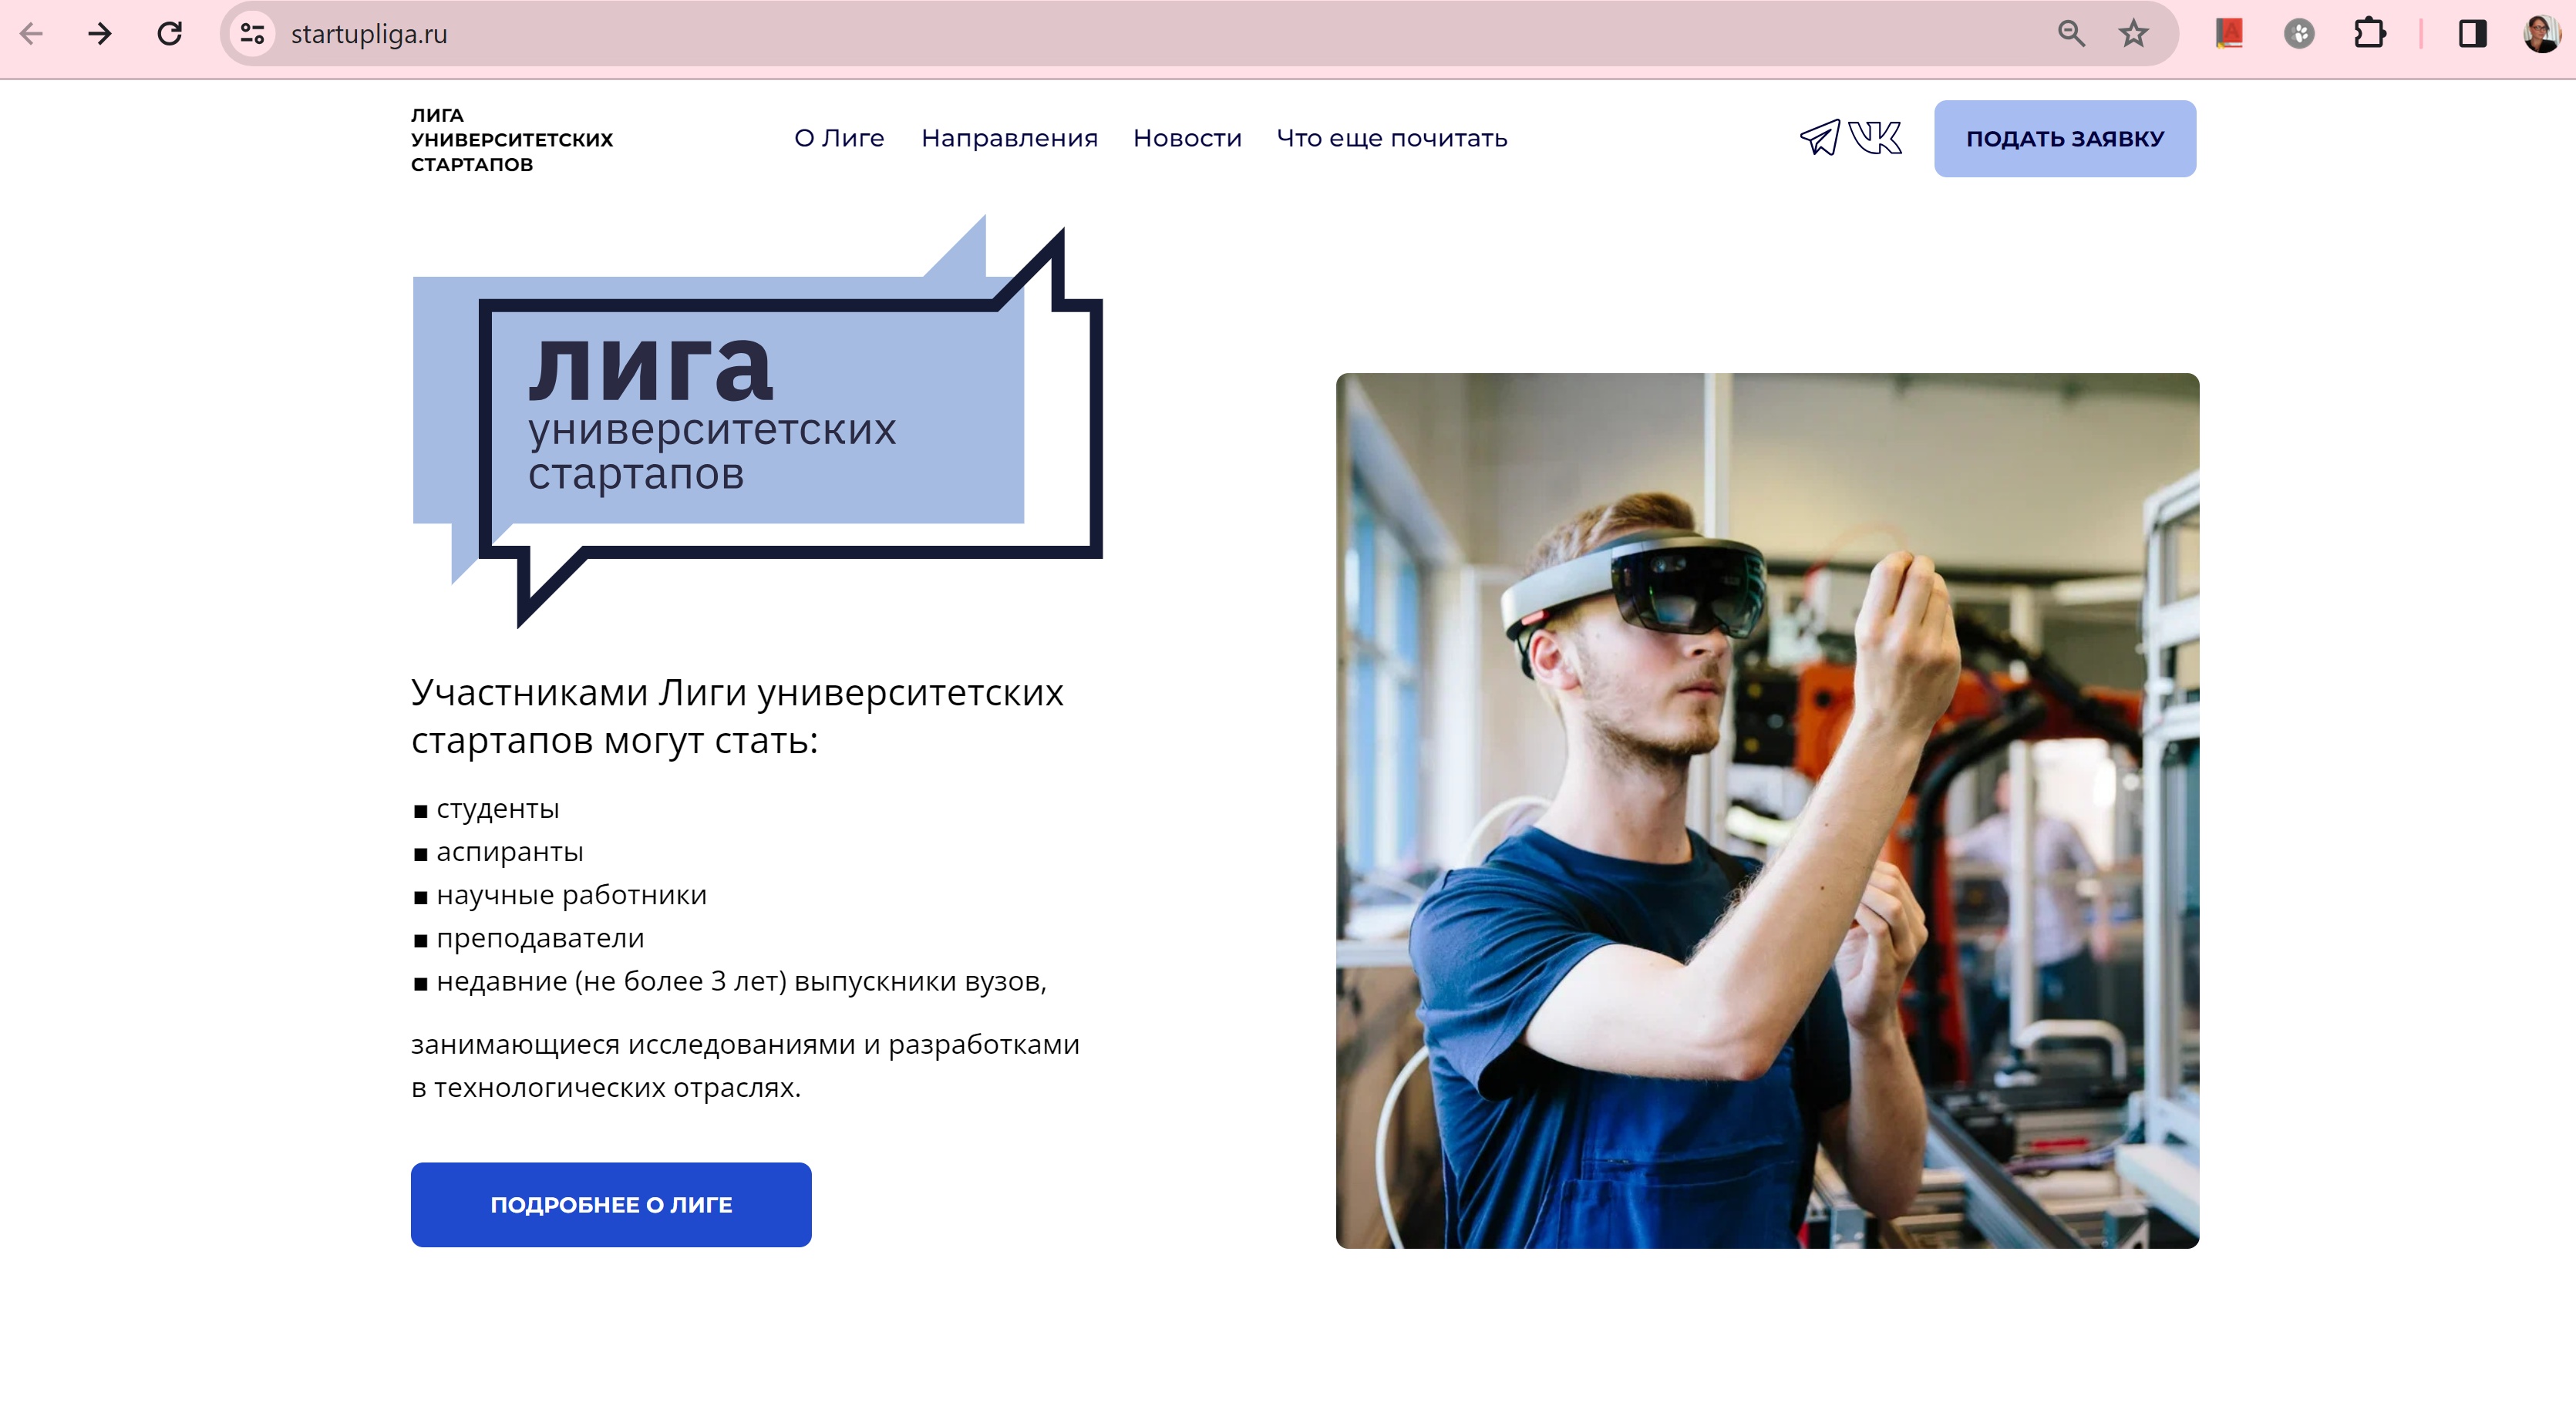 startupliga.ru
ЛИГА
УНИВЕРСИТЕТСКИХ
СТАРТАПОВ
О Лиге Направления Новости Что еще почитать
ПОДАТЬ ЗАЯВКУ
лига
университетских
стартапов
Участниками Лиги университетских
стартапов могут стать:
▪ студенты
▪ аспиранты
▪ научные работники
▪ преподаватели
▪ недавние (не более 3 лет) выпускники вузов,
занимающиеся исследованиями и разработками
в технологических отраслях.
ПОДРОБНЕЕ О ЛИГЕ